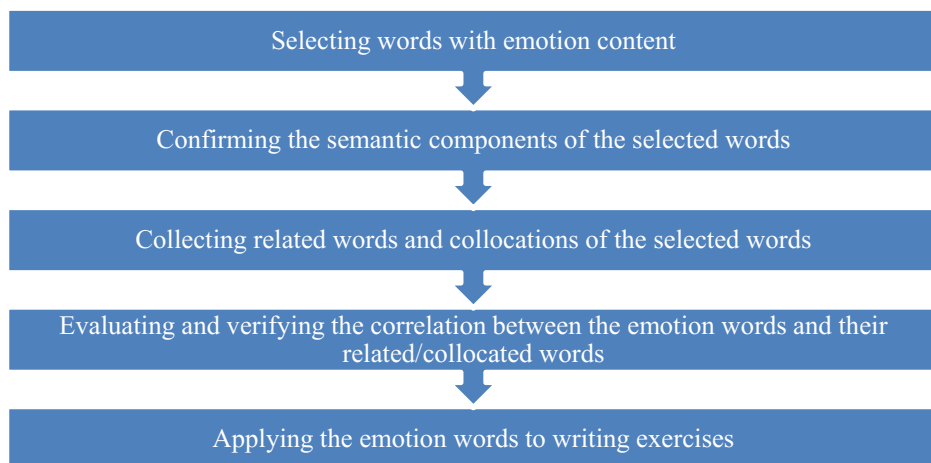 Selecting words with emotion content
Confirming the semantic components of the selected words
Collecting related words and collocations of the selected words
Evaluating and verifying the correlation between the emotion words and their
related/collocated words
Applying the emotion words to writing exercises